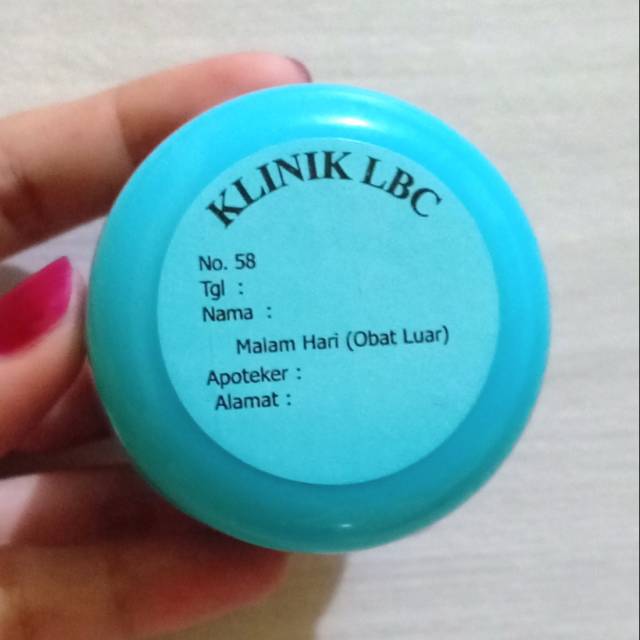 KLINIK LBC
No. 58
Tgl :
Nama :
Malam Hari (Obat Luar)
Apoteker :
Alamat :